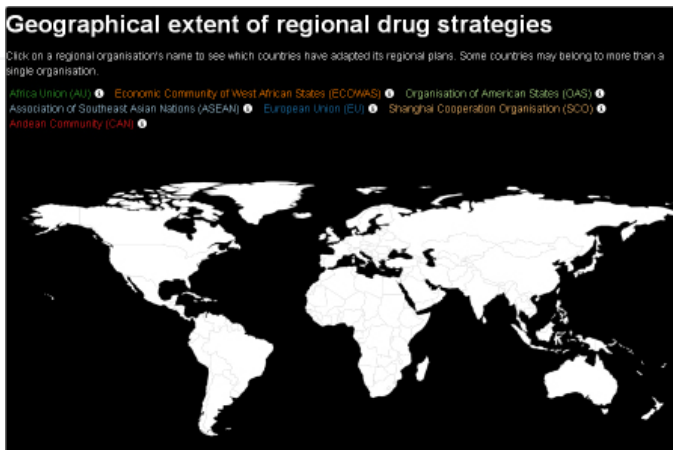 Geographical extent of regional drug strategies
Click on a regional organisation's name to see which countries have adapted its regional plans. Some countries may belong to more than a
single organisation.
Africa Union (AU) Economic Community of West African States (ECOWAS) Organisation of American States (OAS)
Association of Southeast Asian Nations (ASEAN) European Union (EU) Shanghai Cooperation Organisation (SCO)
Andean Community (CAN)